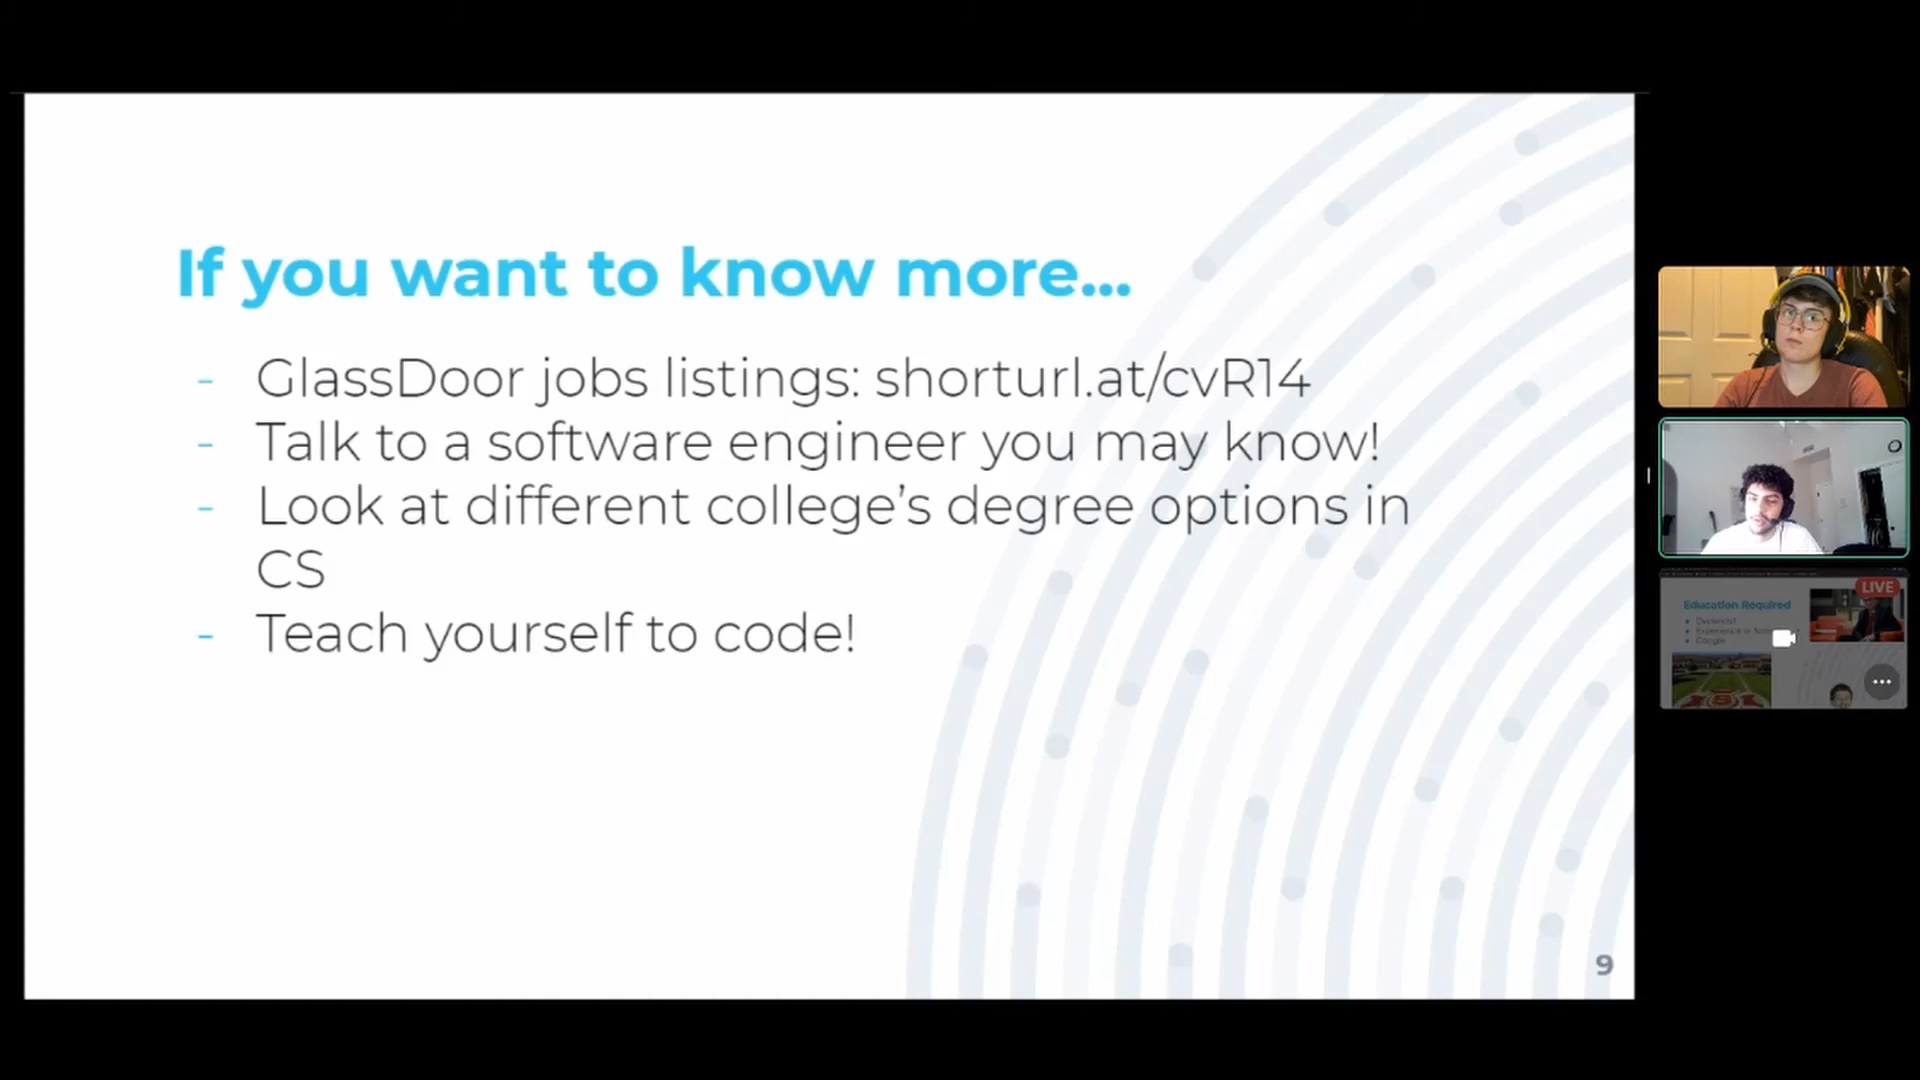 If you want to know more...
- GlassDoor jobs listings: shorturl.at/cvR14
- Talk to a software engineer you may know!
- Look at different college’s degree options in
CS
- Teach yourself to code!
9
LIVE
Education Required
Google